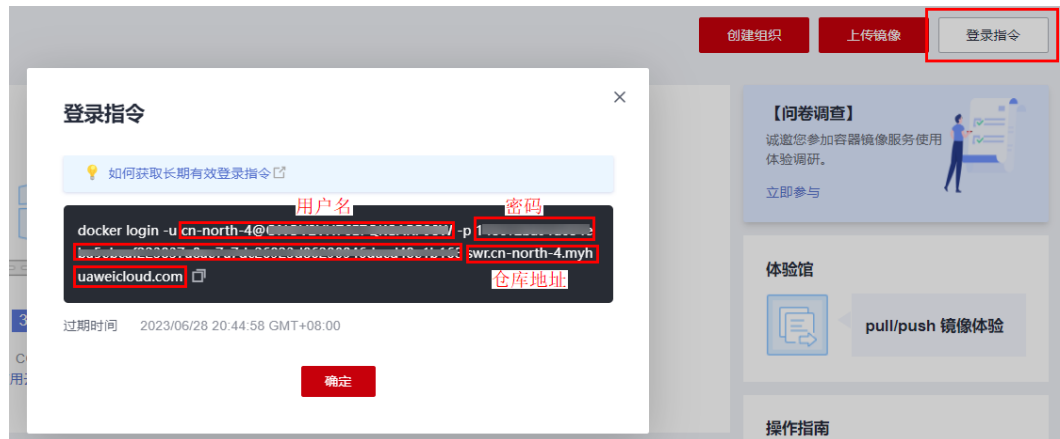 创建组织 上传镜像 登录指令
登录指令
如何获取长期有效登录指令
用户名 密码
docker login -u cn-north-4@ -p
swr.cn-north-4.myh
uaweicloud.com
仓库地址
过期时间 2023/06/28 20:44:58 GMT+08:00
确定
【问卷调查】
诚邀您参加容器镜像服务使用
体验调研。
立即参与
体验馆
pull/push 镜像体验
操作指南
3
C
用